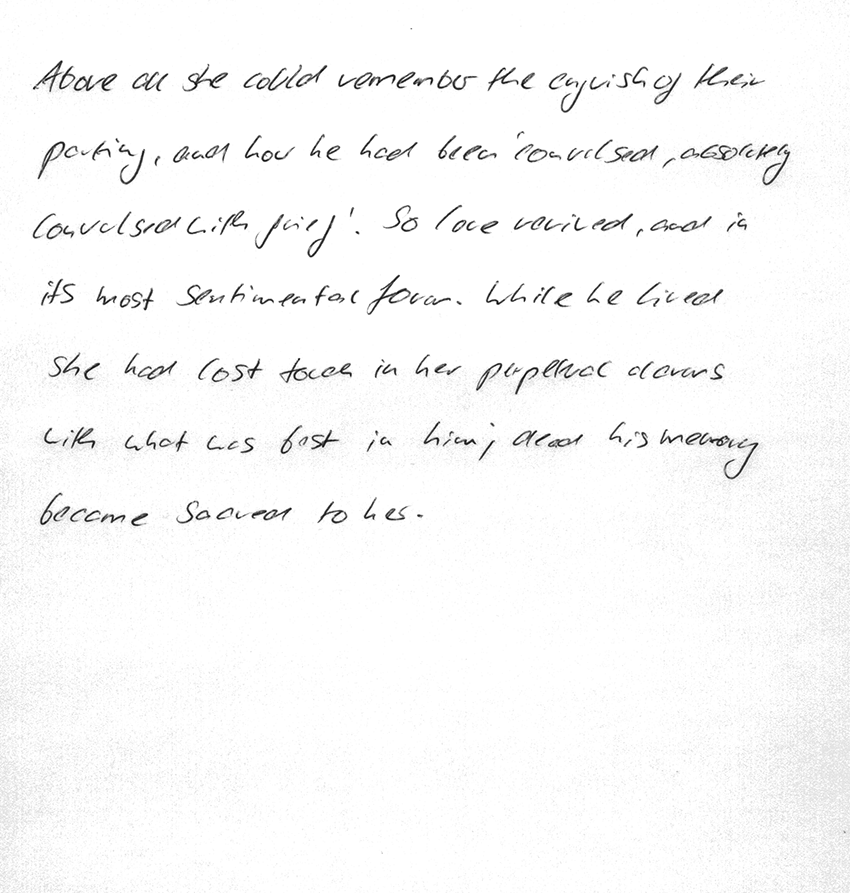 Above all she could remember the anguish of their
parting, and how he had been 'convulsed, absolutely
convulsed with grief'. So love revived, and in
its most sentimental form. While he lived
she had lost touch in her perpetual alarms
with what was best in him; dead his memory
became sacred to her.